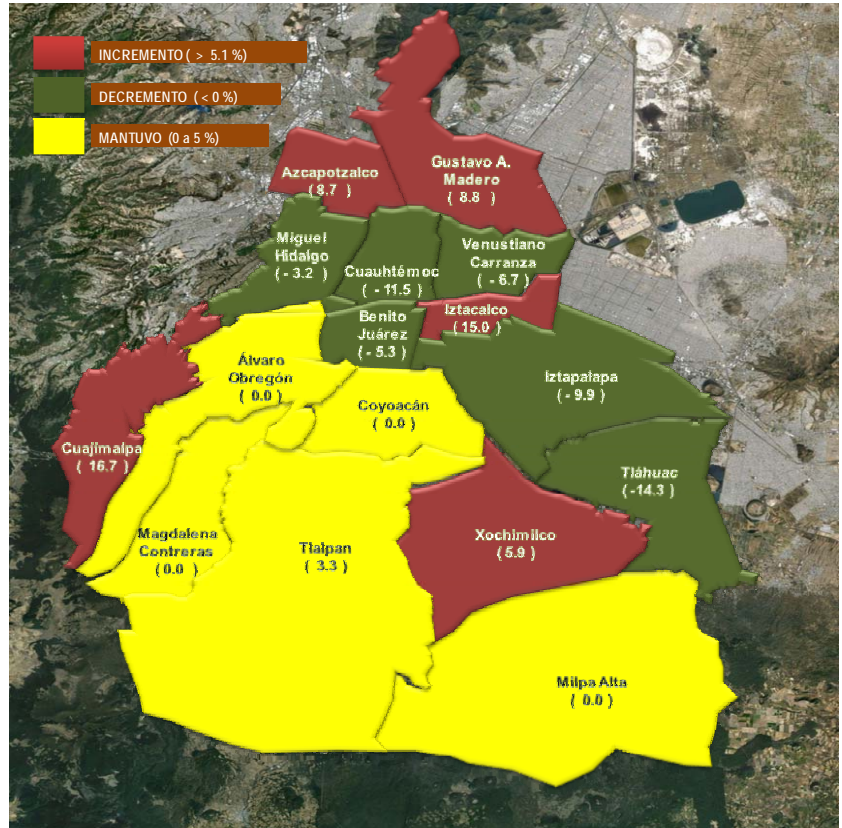 INCREMENTO ( > 5.1 %)
DECREMENTO (< 0 %)
MANTUVO (0 a 5 %)
Gustavo A.
Madero
( 8.8 )
Azcapotzalco
(8.7 )
Miguel
Hidalgo
( - 3.2 )
Cuauhtémoc
( - 11.5 )
Venustiano
Carranza
( - 6.7 )
Iztacalco
( 15.0 )
Benito
Juárez
( - 5.3 )
Álvaro
Obregón
( 0.0 )
Coyoacán
( 0.0 )
Iztapalapa
( - 9.9 )
Cuajimalpa
( 16.7 )
Tláhuac
(-14.3 )
Magdalena
Contreras
( 0.0 )
Tlalpan
( 3.3 )
Xochimilco
( 5.9 )
Milpa Alta
( 0.0 )